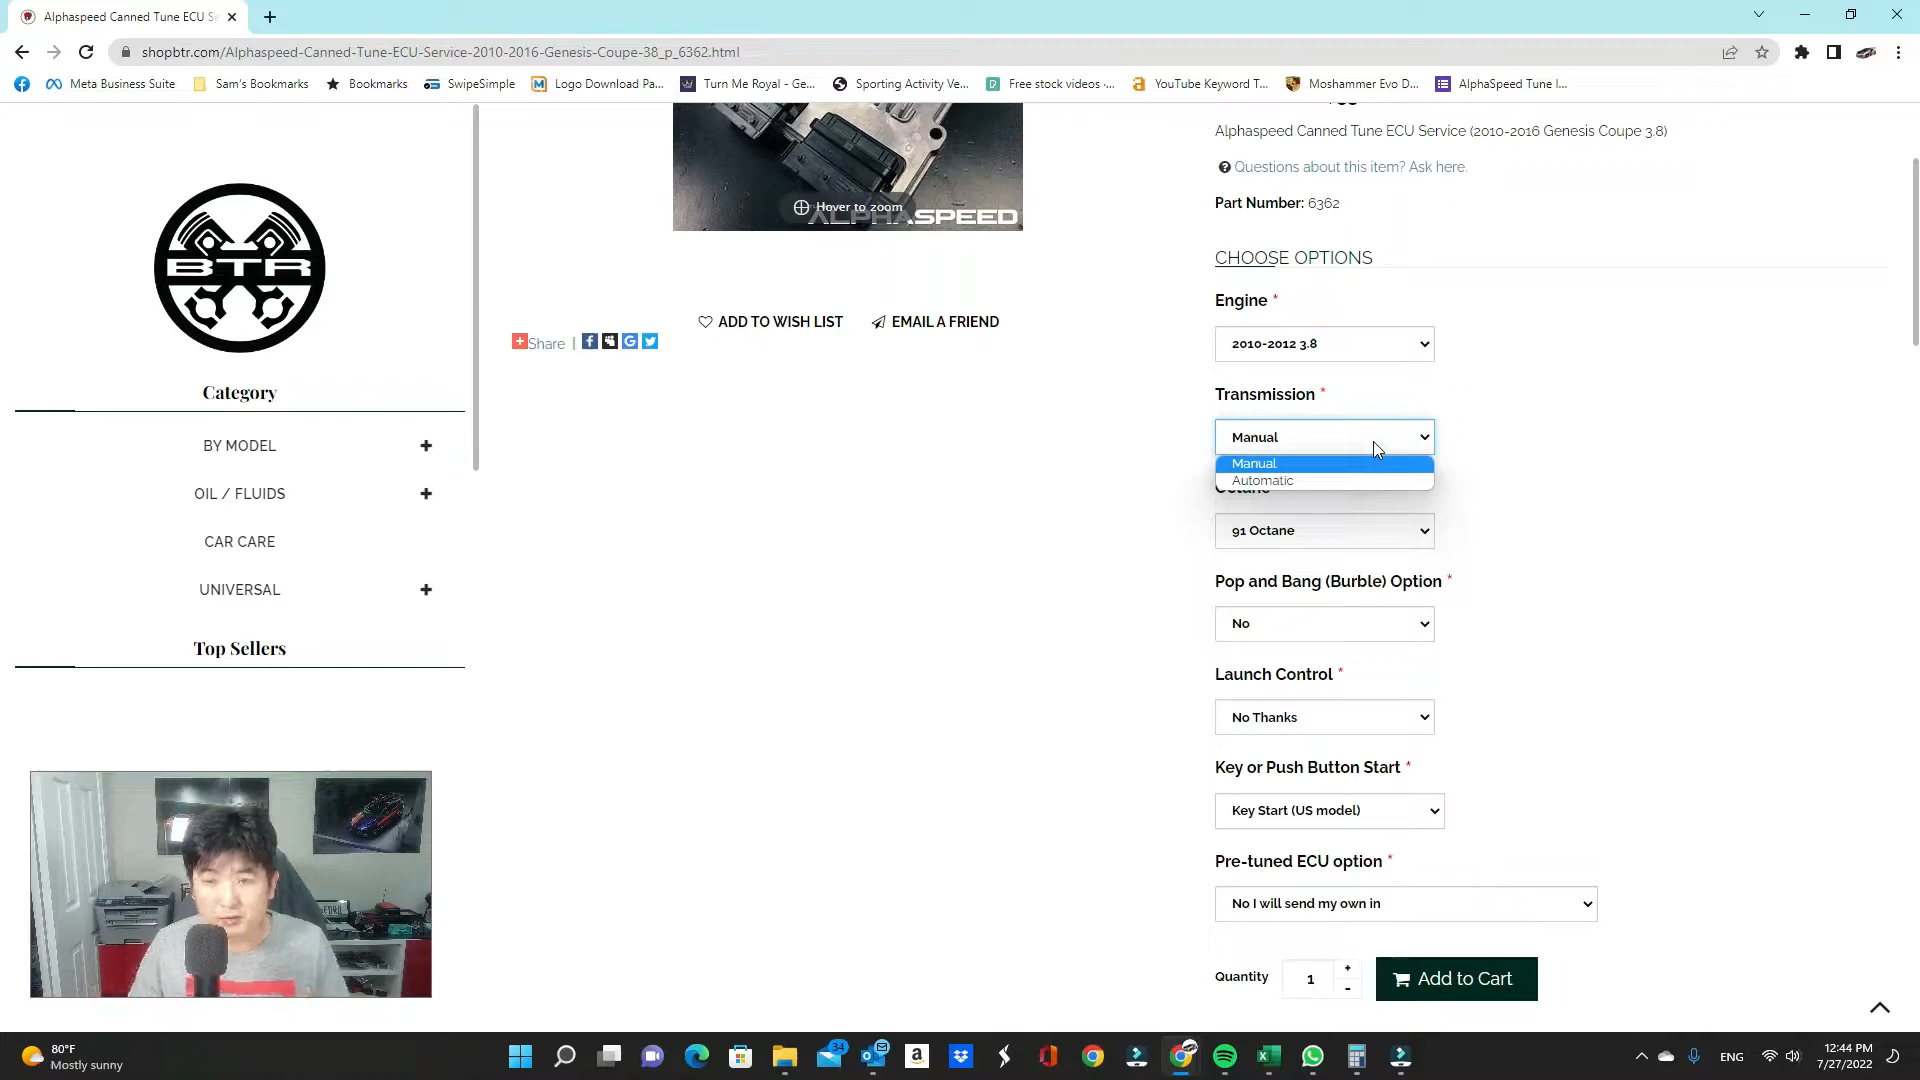 Alphaspeed Canned Tune ECU Se
shopbtr.com/Alphaspeed-Canned-Tune-ECU-Service-2010-2016-Genesis-Coupe-38_p_6362.html
Meta Business Suite
Sam's Bookmarks
Bookmarks
SwipeSimple
Logo Download Pa...
Turn Me Royal - Ge...
Sporting Activity Ve...
Free stock videos -...
YouTube Keyword T...
Moshammer Evo D...
AlphaSpeed Tune I...
BTR
Category
BY MODEL
OIL / FLUIDS
CAR CARE
UNIVERSAL
Top Sellers
Hover to zoom
ALPHASPEED
ADD TO WISH LIST
EMAIL A FRIEND
Share |
Alphaspeed Canned Tune ECU Service (2010-2016 Genesis Coupe 3.8)
Questions about this item? Ask here.
Part Number: 6362
CHOOSE OPTIONS
Engine *
2010-2012 3.8
Transmission *
Manual
Manual
Automatic
Octane
91 Octane
Pop and Bang (Burble) Option *
No
Launch Control *
No Thanks
Key or Push Button Start *
Key Start (US model)
Pre-tuned ECU option *
No I will send my own in
Quantity
1
+
-
Add to Cart
80°F
Mostly sunny
34
ENG
12:44 PM
7/27/2022